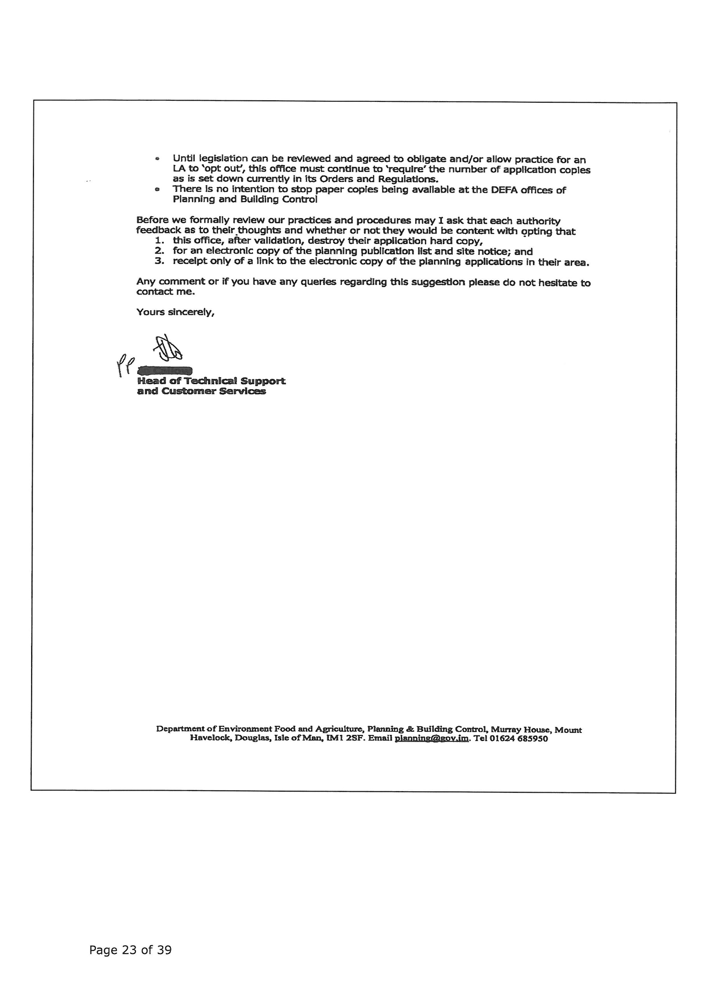 • Until legislation can be reviewed and agreed to obligate and/or allow practice for an
LA to 'opt out', this office must continue to 'require' the number of application copies
as is set down currently in its Orders and Regulations.
• There is no intention to stop paper copies being available at the DEFA offices of
Planning and Building Control
Before we formally review our practices and procedures may I ask that each authority
feedback as to their thoughts and whether or not they would be content with opting that
1. this office, after validation, destroy their application hard copy,
2. for an electronic copy of the planning publication list and site notice; and
3. receipt only of a link to the electronic copy of the planning applications in their area.
Any comment or if you have any queries regarding this suggestion please do not hesitate to
contact me.
Yours sincerely,
pp
Head of Technical Support
and Customer Services
Department of Environment Food and Agriculture, Planning & Building Control, Murray House, Mount
Havelock, Douglas, Isle of Man, IM1 2SF. Email planning@gov.im. Tel 01624 685950
Page 23 of 39